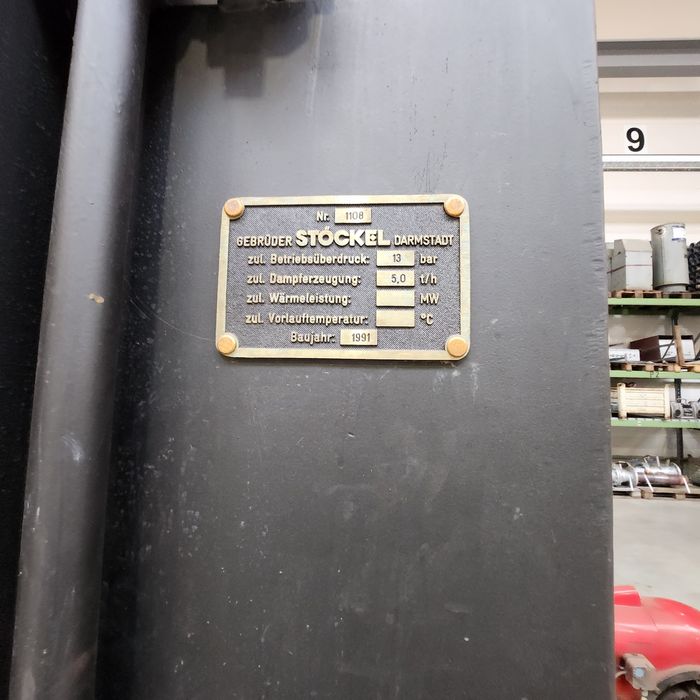 9
Nr. 1108
GEBRÜDER STÖCKEL DARMSTADT
zul. Betriebsüberdruck: 13 bar
zul. Dampferzeugung: 5,0 t/h
zul. Wärmeleistung: MW
zul. Vorlauftemperatur: °C
Baujahr: 1991